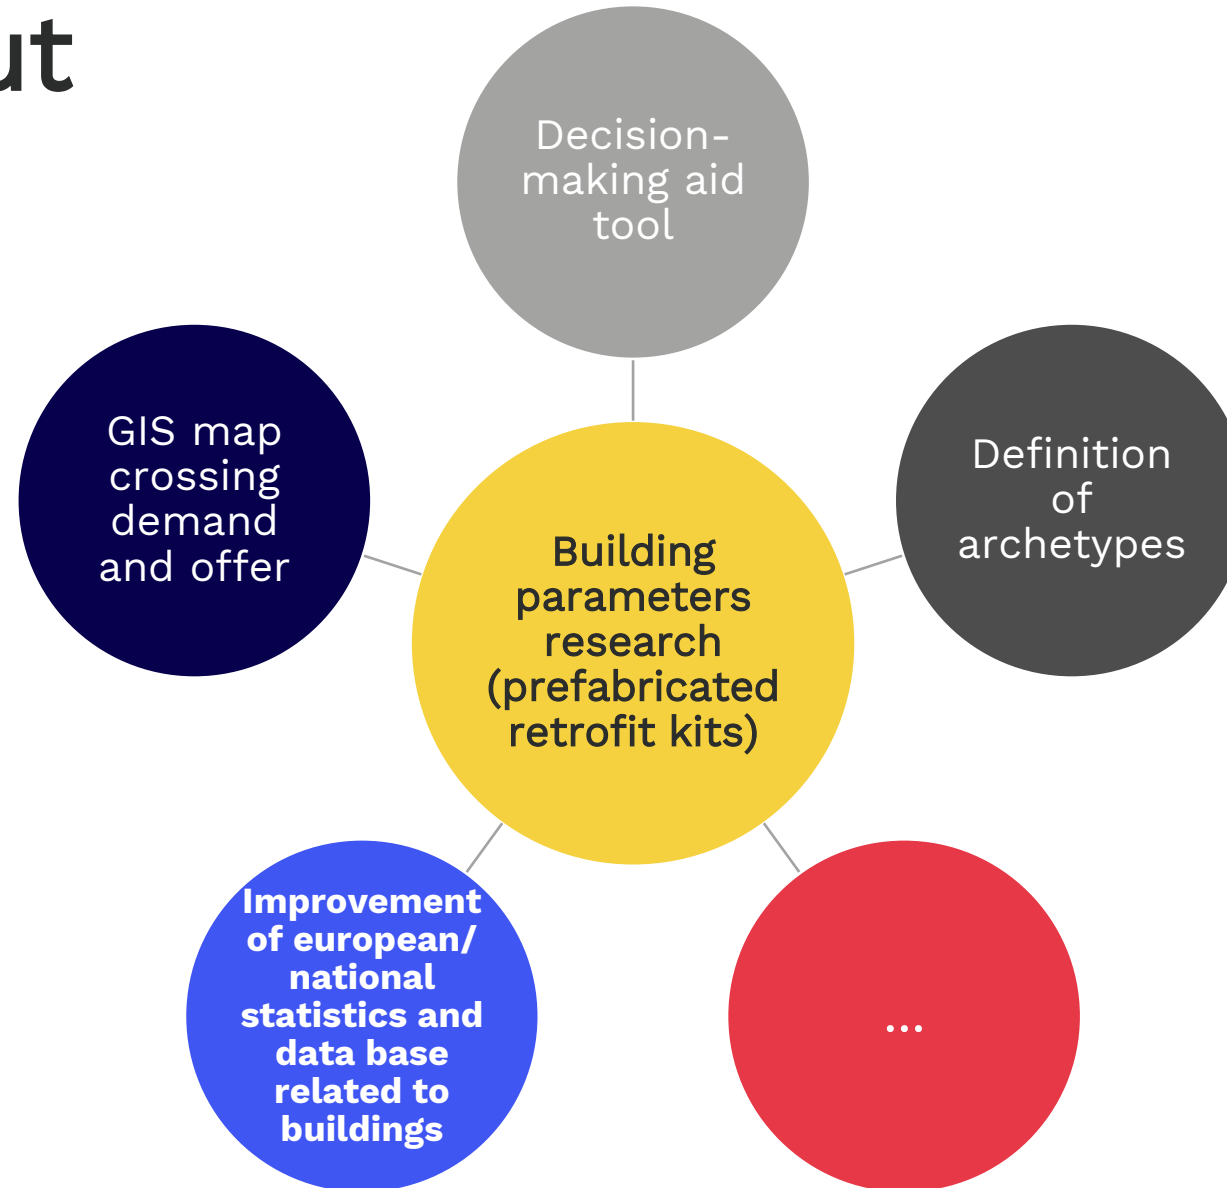 ut
Decision-
making aid
tool
GIS map
crossing
demand
and offer
Definition
of
archetypes
Building
parameters
research
(prefabricated
retrofit kits)
Improvement
of european/
national
statistics and
data base
related to
buildings
...